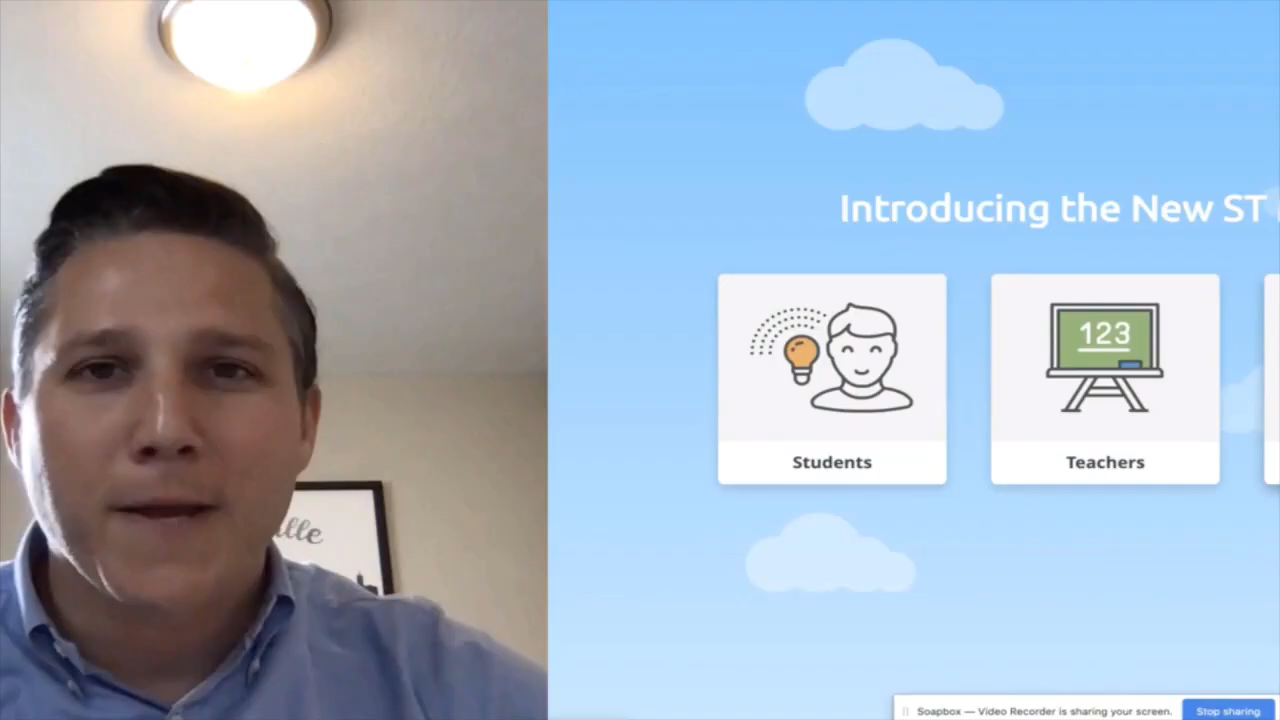 Introducing the New ST
123
Students
Teachers
Soapbox — Video Recorder is sharing your screen.
Stop sharing